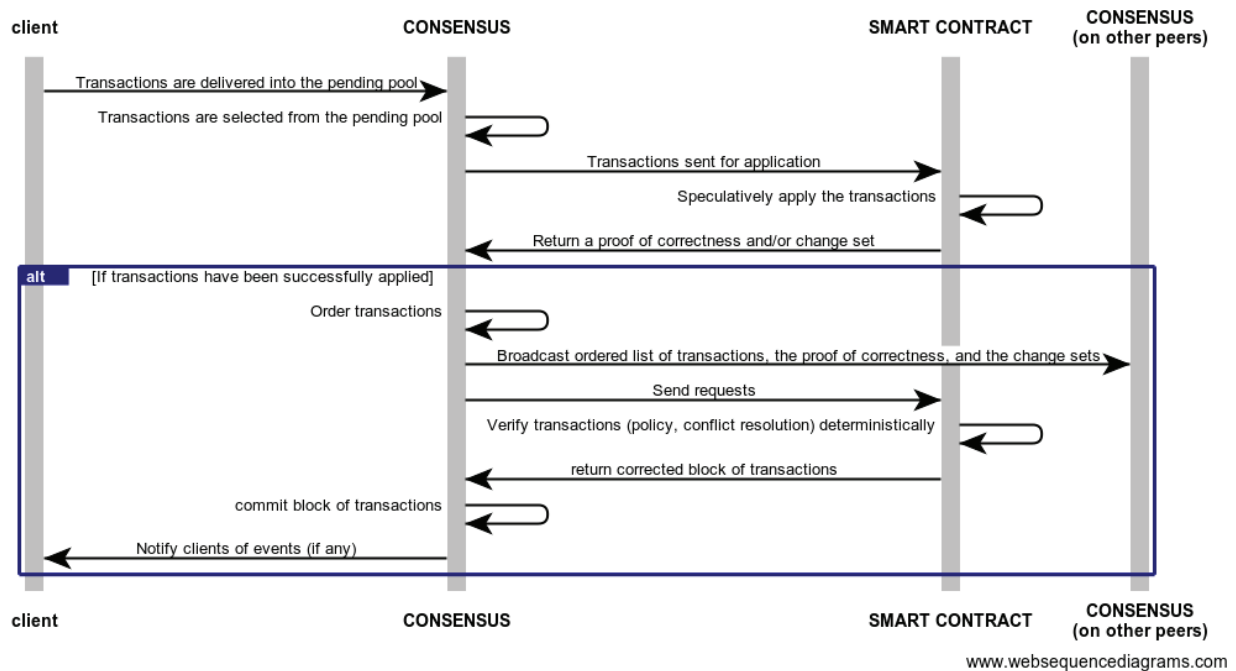 client
CONSENSUS
SMART CONTRACT
CONSENSUS
(on other peers)
Transactions are delivered into the pending pool
Transactions are selected from the pending pool
Transactions sent for application
Speculatively apply the transactions
Return a proof of correctness and/or change set
alt
[If transactions have been successfully applied]
Order transactions
Broadcast ordered list of transactions, the proof of correctness, and the change sets
Send requests
Verify transactions (policy, conflict resolution) deterministically
return corrected block of transactions
commit block of transactions
Notify clients of events (if any)
client
CONSENSUS
SMART CONTRACT
CONSENSUS
(on other peers)
www.websequencediagrams.com